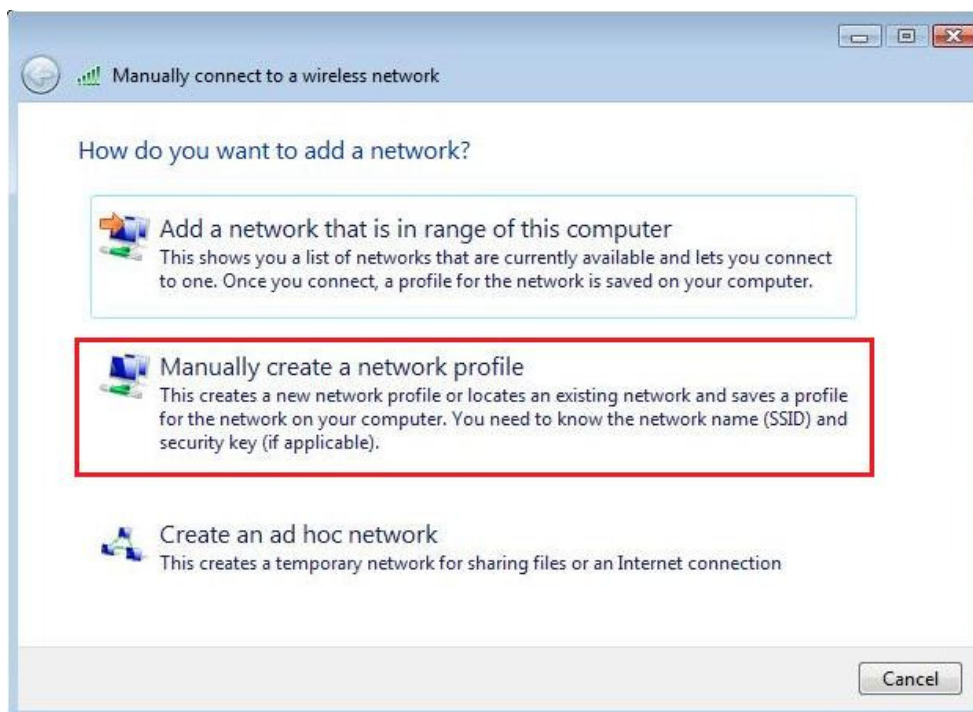 Manually connect to a wireless network
How do you want to add a network?
Add a network that is in range of this computer
This shows you a list of networks that are currently available and lets you connect
to one. Once you connect, a profile for the network is saved on your computer.
Manually create a network profile
This creates a new network profile or locates an existing network and saves a profile
for the network on your computer. You need to know the network name (SSID) and
security key (if applicable).
Create an ad hoc network
This creates a temporary network for sharing files or an Internet connection
Cancel